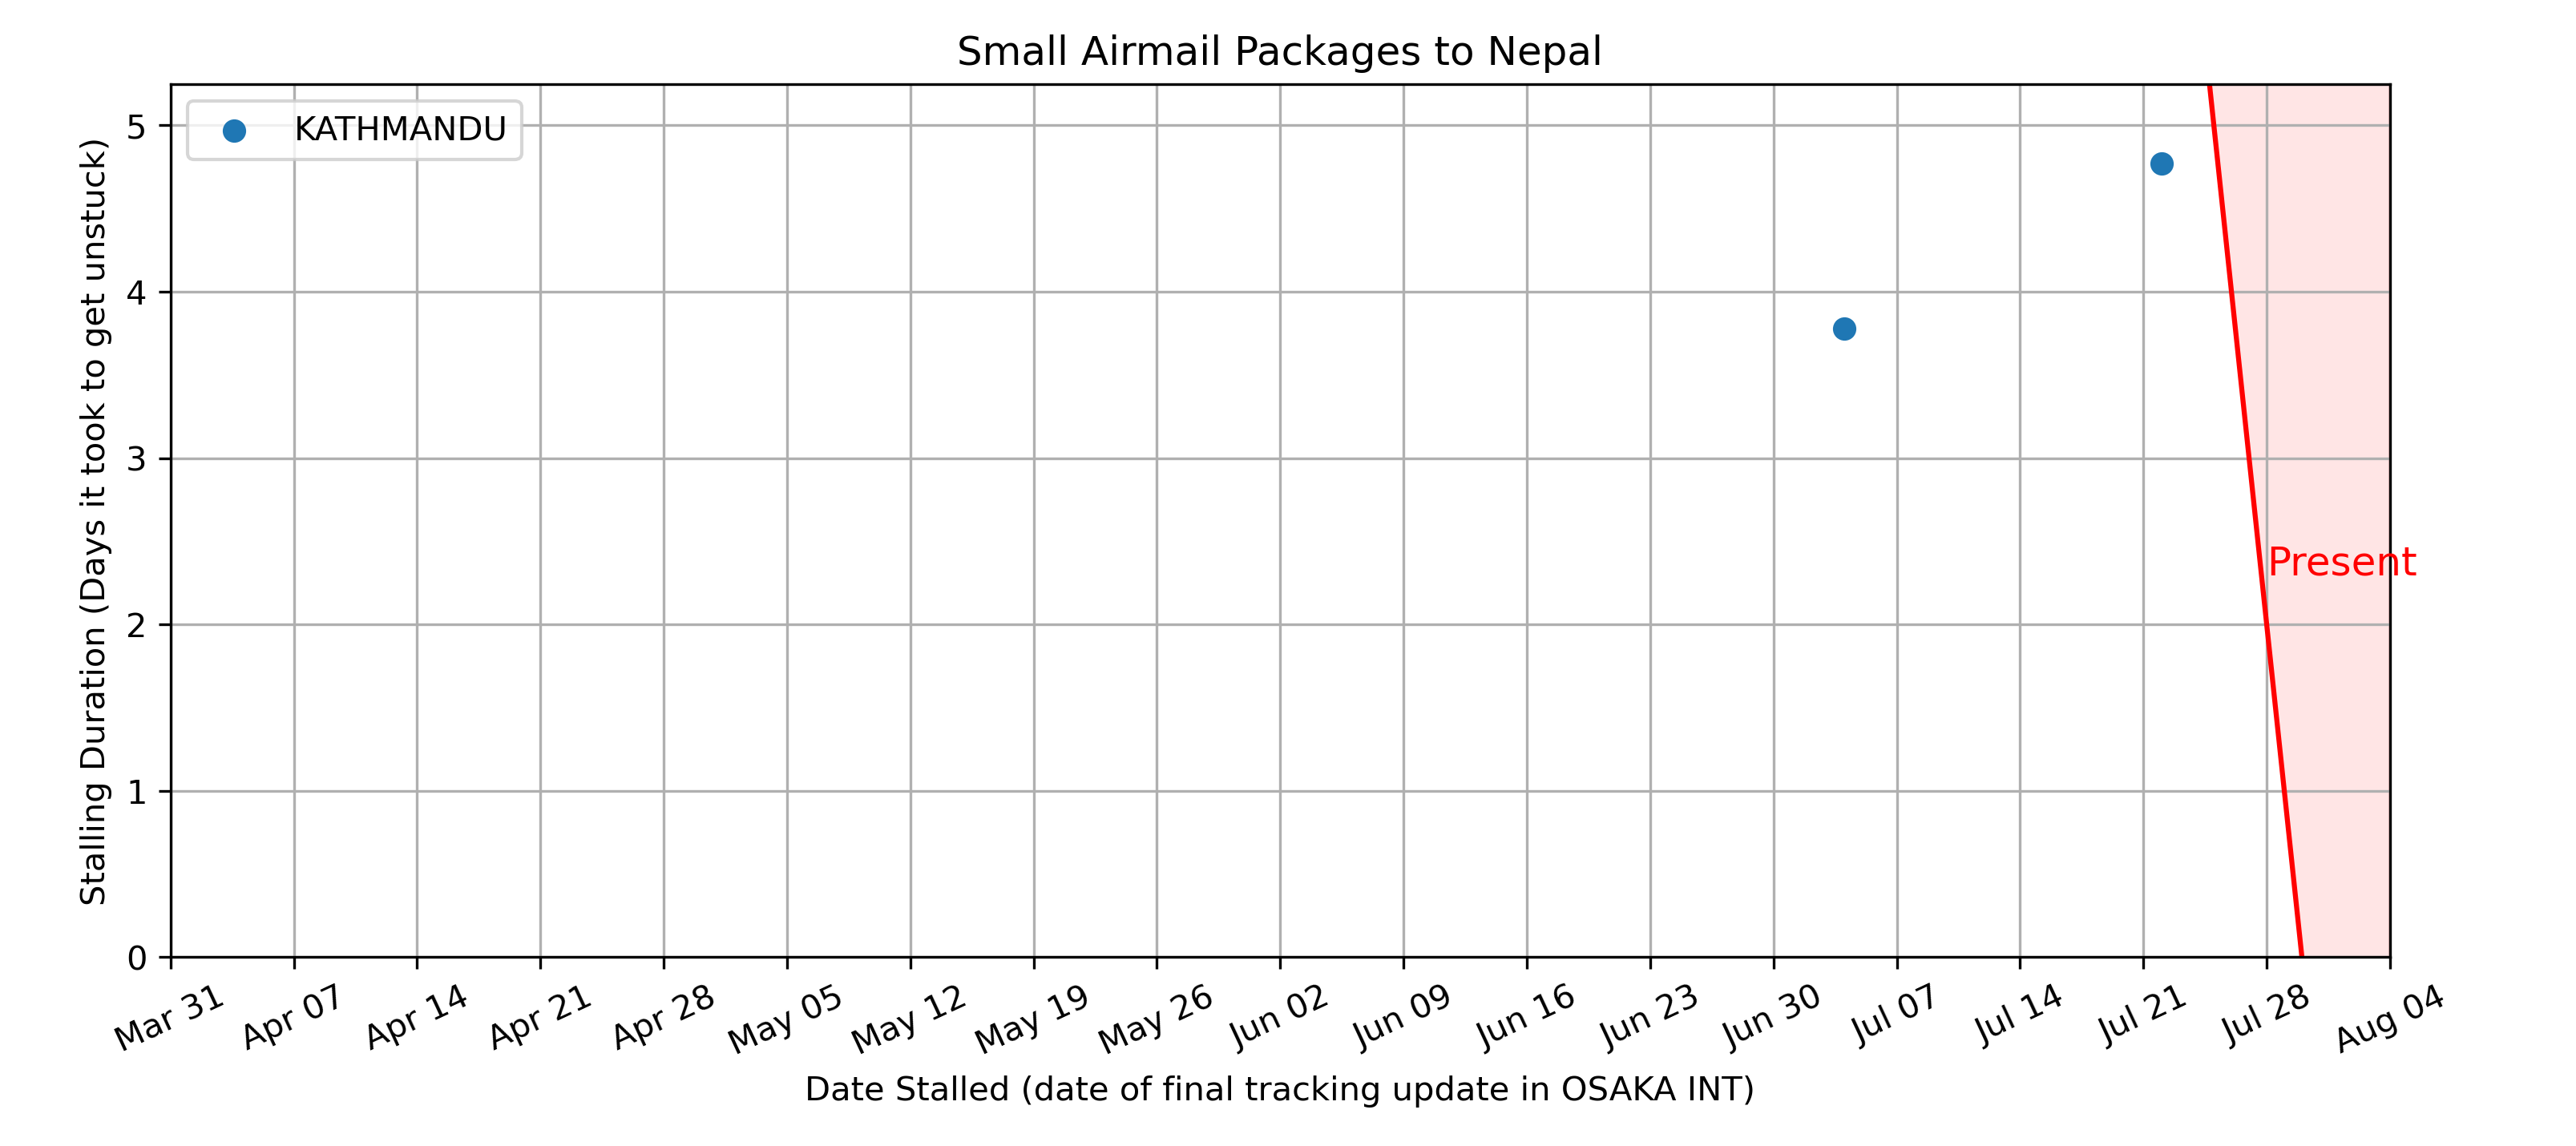 Small Airmail Packages to Nepal
KATHMANDU
Stalling Duration (Days it took to get unstuck)
5
4
3
2
1
0
Present
Mar 31 Apr 07 Apr 14 Apr 21 Apr 28 May 05 May 12 May 19 May 26 Jun 02 Jun 09 Jun 16 Jun 23 Jun 30 Jul 07 Jul 14 Jul 21 Jul 28 Aug 04
Date Stalled (date of final tracking update in OSAKA INT)